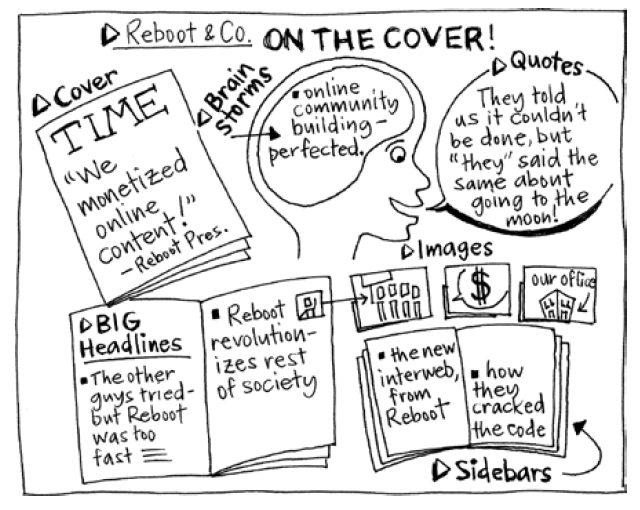 Reboot & Co. ON THE COVER!
Cover
TIME
"We
monetized
online
content!"
– Reboot Pres.
Brain
storms
▪ online
community
building –
perfected.
Quotes
They told
us it couldn't
be done, but
"they" said the
same about
going to the
moon!
Images
$
our office
BIG
Headlines
▪ The other
guys tried –
but Reboot
was too
fast
▪ Reboot
revolution-
izes rest
of society
▪ the new
interweb,
from
Reboot
▪ how
they
cracked
the code
Sidebars